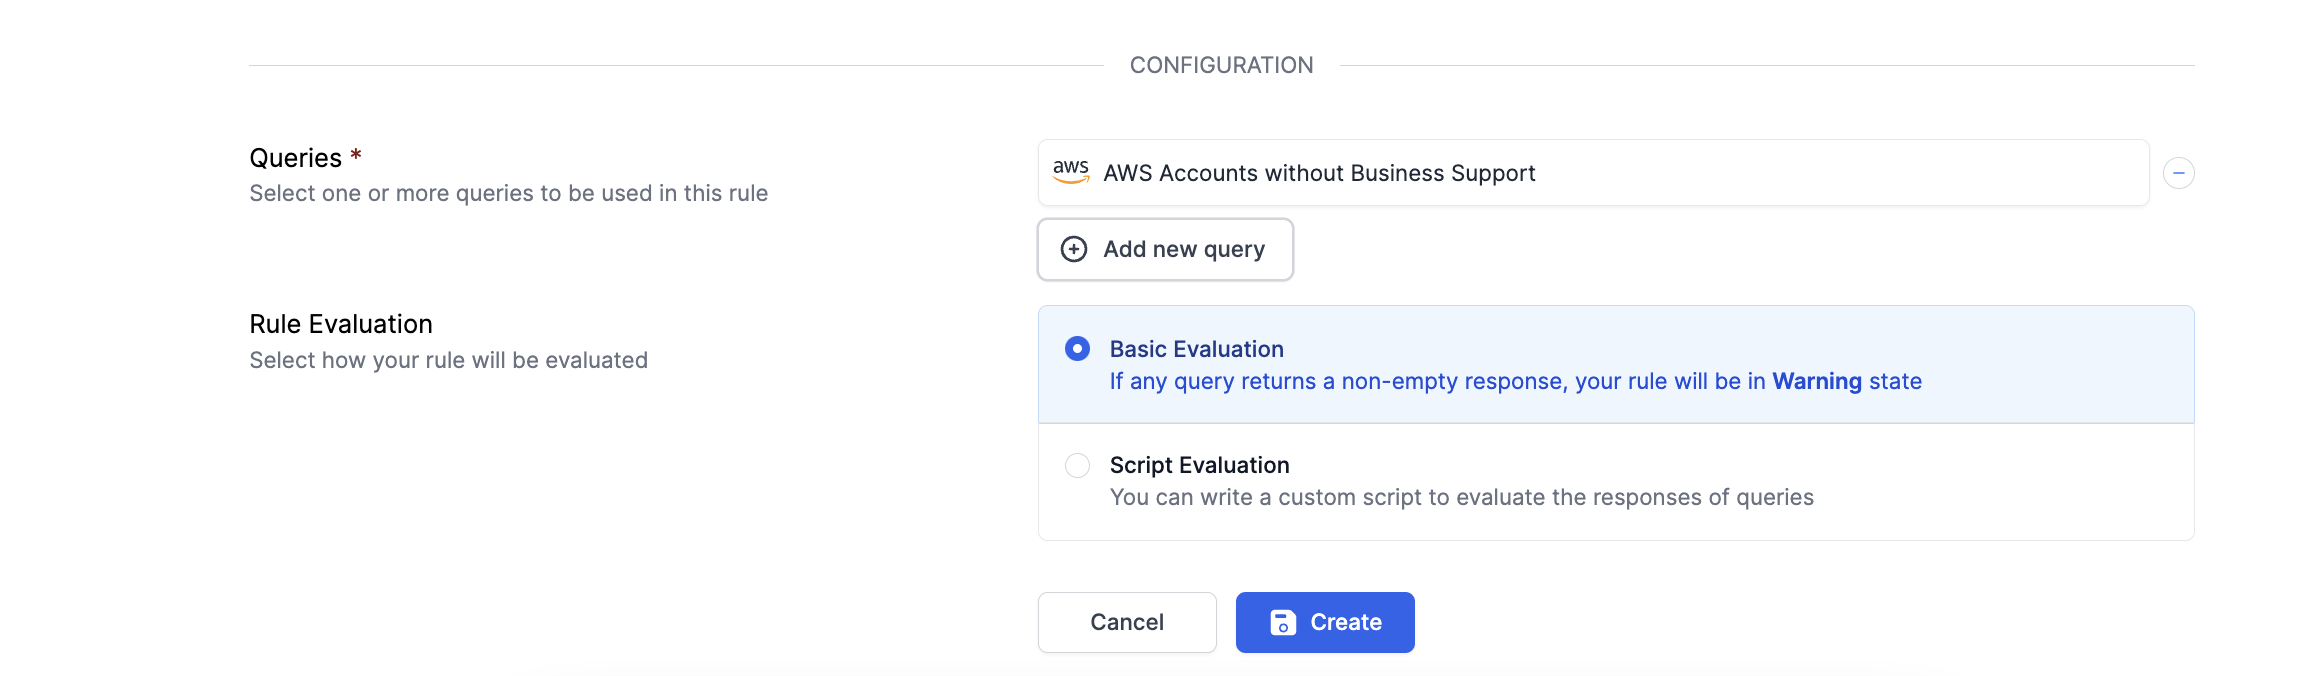 CONFIGURATION
Queries *
Select one or more queries to be used in this rule
aws AWS Accounts without Business Support
Add new query
Rule Evaluation
Select how your rule will be evaluated
Basic Evaluation
If any query returns a non-empty response, your rule will be in Warning state
Script Evaluation
You can write a custom script to evaluate the responses of queries
Cancel
Create